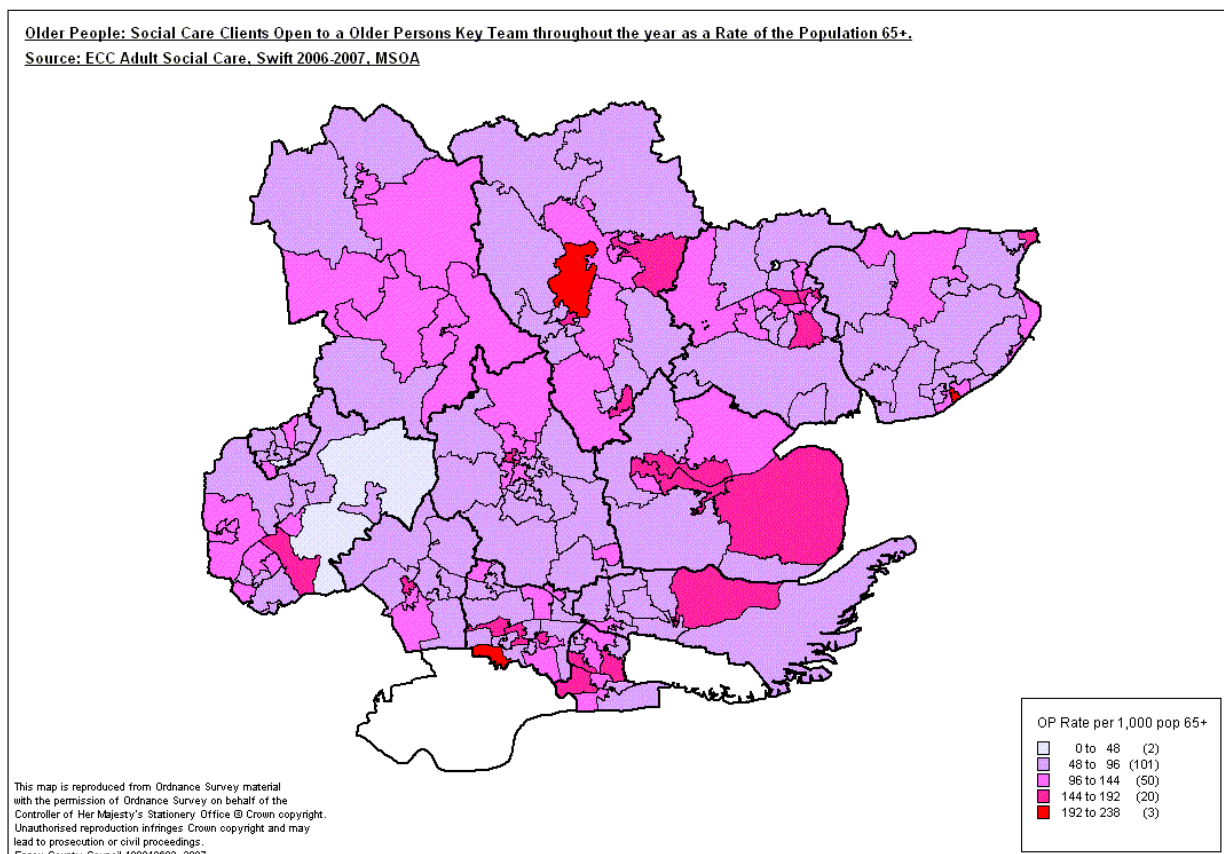 Older People: Social Care Clients Open to a Older Persons Key Team throughout the year as a Rate of the Population 65+.
Source: ECC Adult Social Care, Swift 2006-2007, MSOA
OP Rate per 1,000 pop 65+
0 to 48 (2)
48 to 96 (101)
96 to 144 (50)
144 to 192 (20)
192 to 238 (3)
This map is reproduced from Ordnance Survey material
with the permission of Ordnance Survey on behalf of the
Controller of Her Majesty's Stationery Office © Crown copyright.
Unauthorised reproduction infringes Crown copyright and may
lead to prosecution or civil proceedings.
Essex County Council